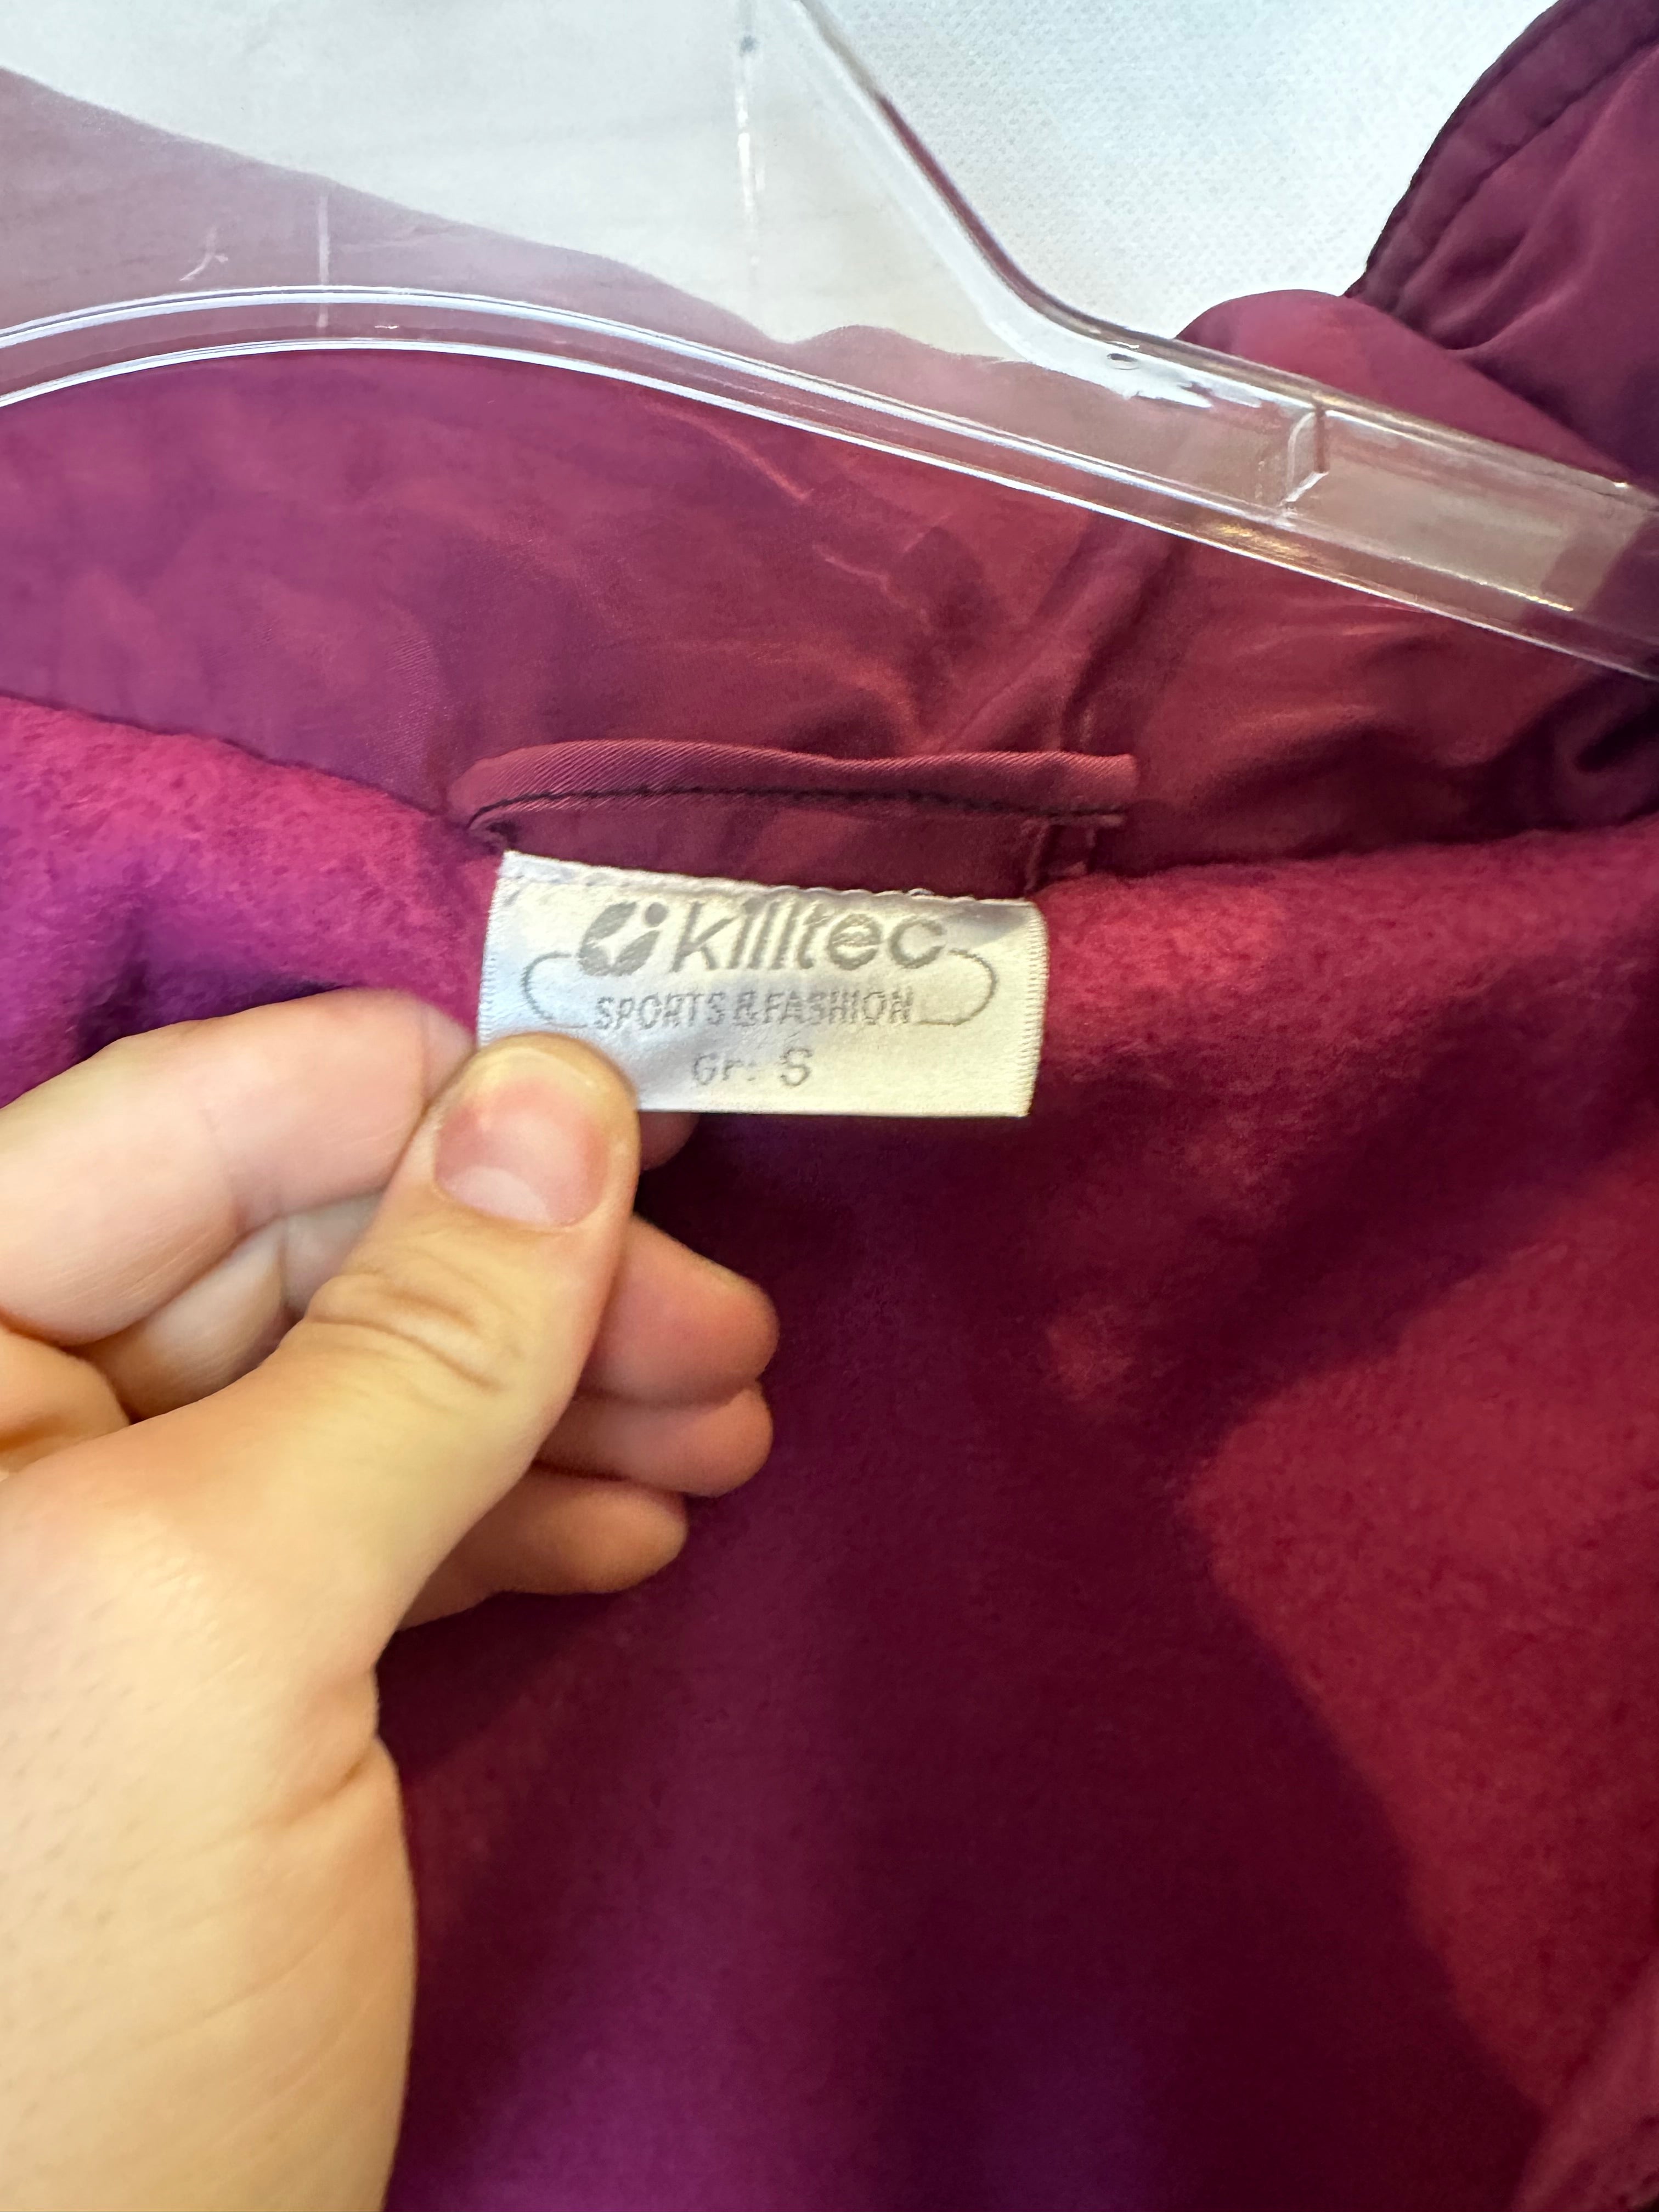 killtec
SPORTS & FASHION
Gr: S